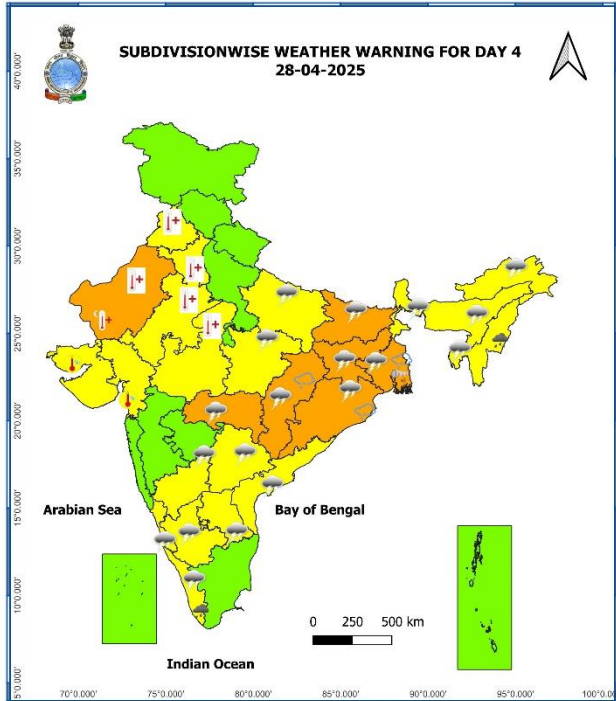 SUBDIVISIONWISE WEATHER WARNING FOR DAY 4
28-04-2025
40°0.000'
35°0.000'
30°0.000'
25°0.000'
20°0.000'
15°0.000'
10°0.000'
5°0.000'
Arabian Sea
Bay of Bengal
0 250 500 km
Indian Ocean
70°0.000' 75°0.000' 80°0.000' 85°0.000' 90°0.000' 95°0.000' 100°0.000'